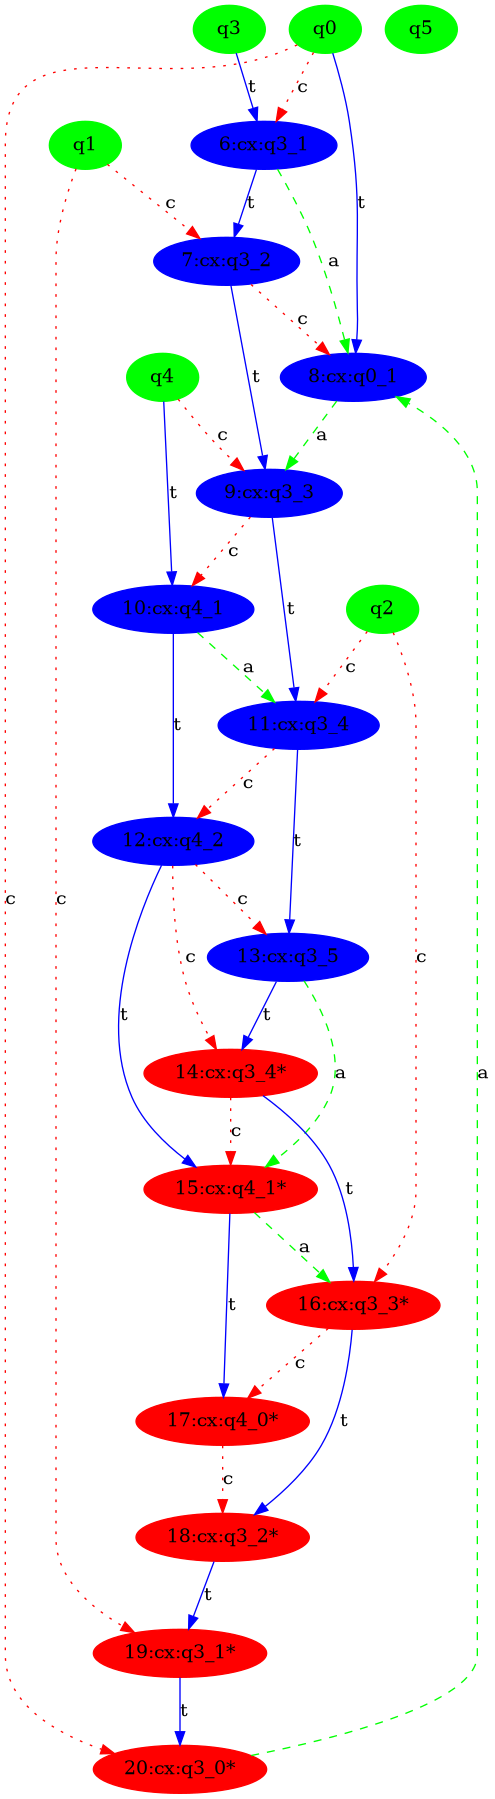 q3 q0 q5
t c
6:cx:q3_1
q1
c t t
7:cx:q3_2 a
c
q4 8:cx:q0_1
t a
c
9:cx:q3_3
t c
10:cx:q4_1 t q2
a c
t 11:cx:q3_4
c
12:cx:q4_2 t
c
c c c
13:cx:q3_5
t t
14:cx:q3_4* a a
c
15:cx:q4_1* t
a
t 16:cx:q3_3*
c
17:cx:q4_0* t
c
18:cx:q3_2*
t
19:cx:q3_1*
t
20:cx:q3_0*